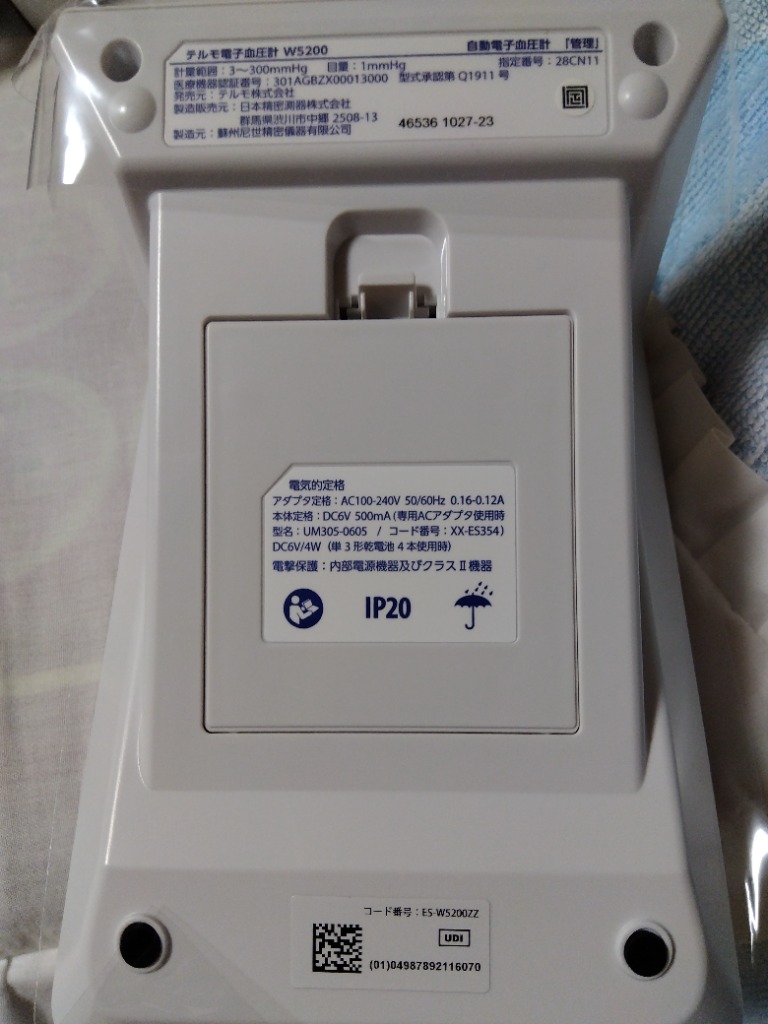 テルモ電子血圧計 W5200 自動電子血圧計 「管理」
計量範囲：3～300mmHg 目量：1mmHg 指定番号：28CN11
医療機器認証番号：301AGBZX00013000 型式承認第 Q1911 号
発売元：テルモ株式会社
製造販売元：日本精密測器株式会社
群馬県渋川市中郷 2508-13
製造元：蘇州尼世精密儀器有限公司
46536 1027-23
電気的定格
アダプタ定格：AC100-240V 50/60Hz 0.16-0.12A
本体定格：DC6V 500mA (専用ACアダプタ使用時
型名：UM305-0605 / コード番号：XX-ES354)
DC6V/4W (単3形乾電池4本使用時)
電撃保護：内部電源機器及びクラスⅡ機器
IP20
コード番号：ES-W5200ZZ
UDI
(01)04987892116070